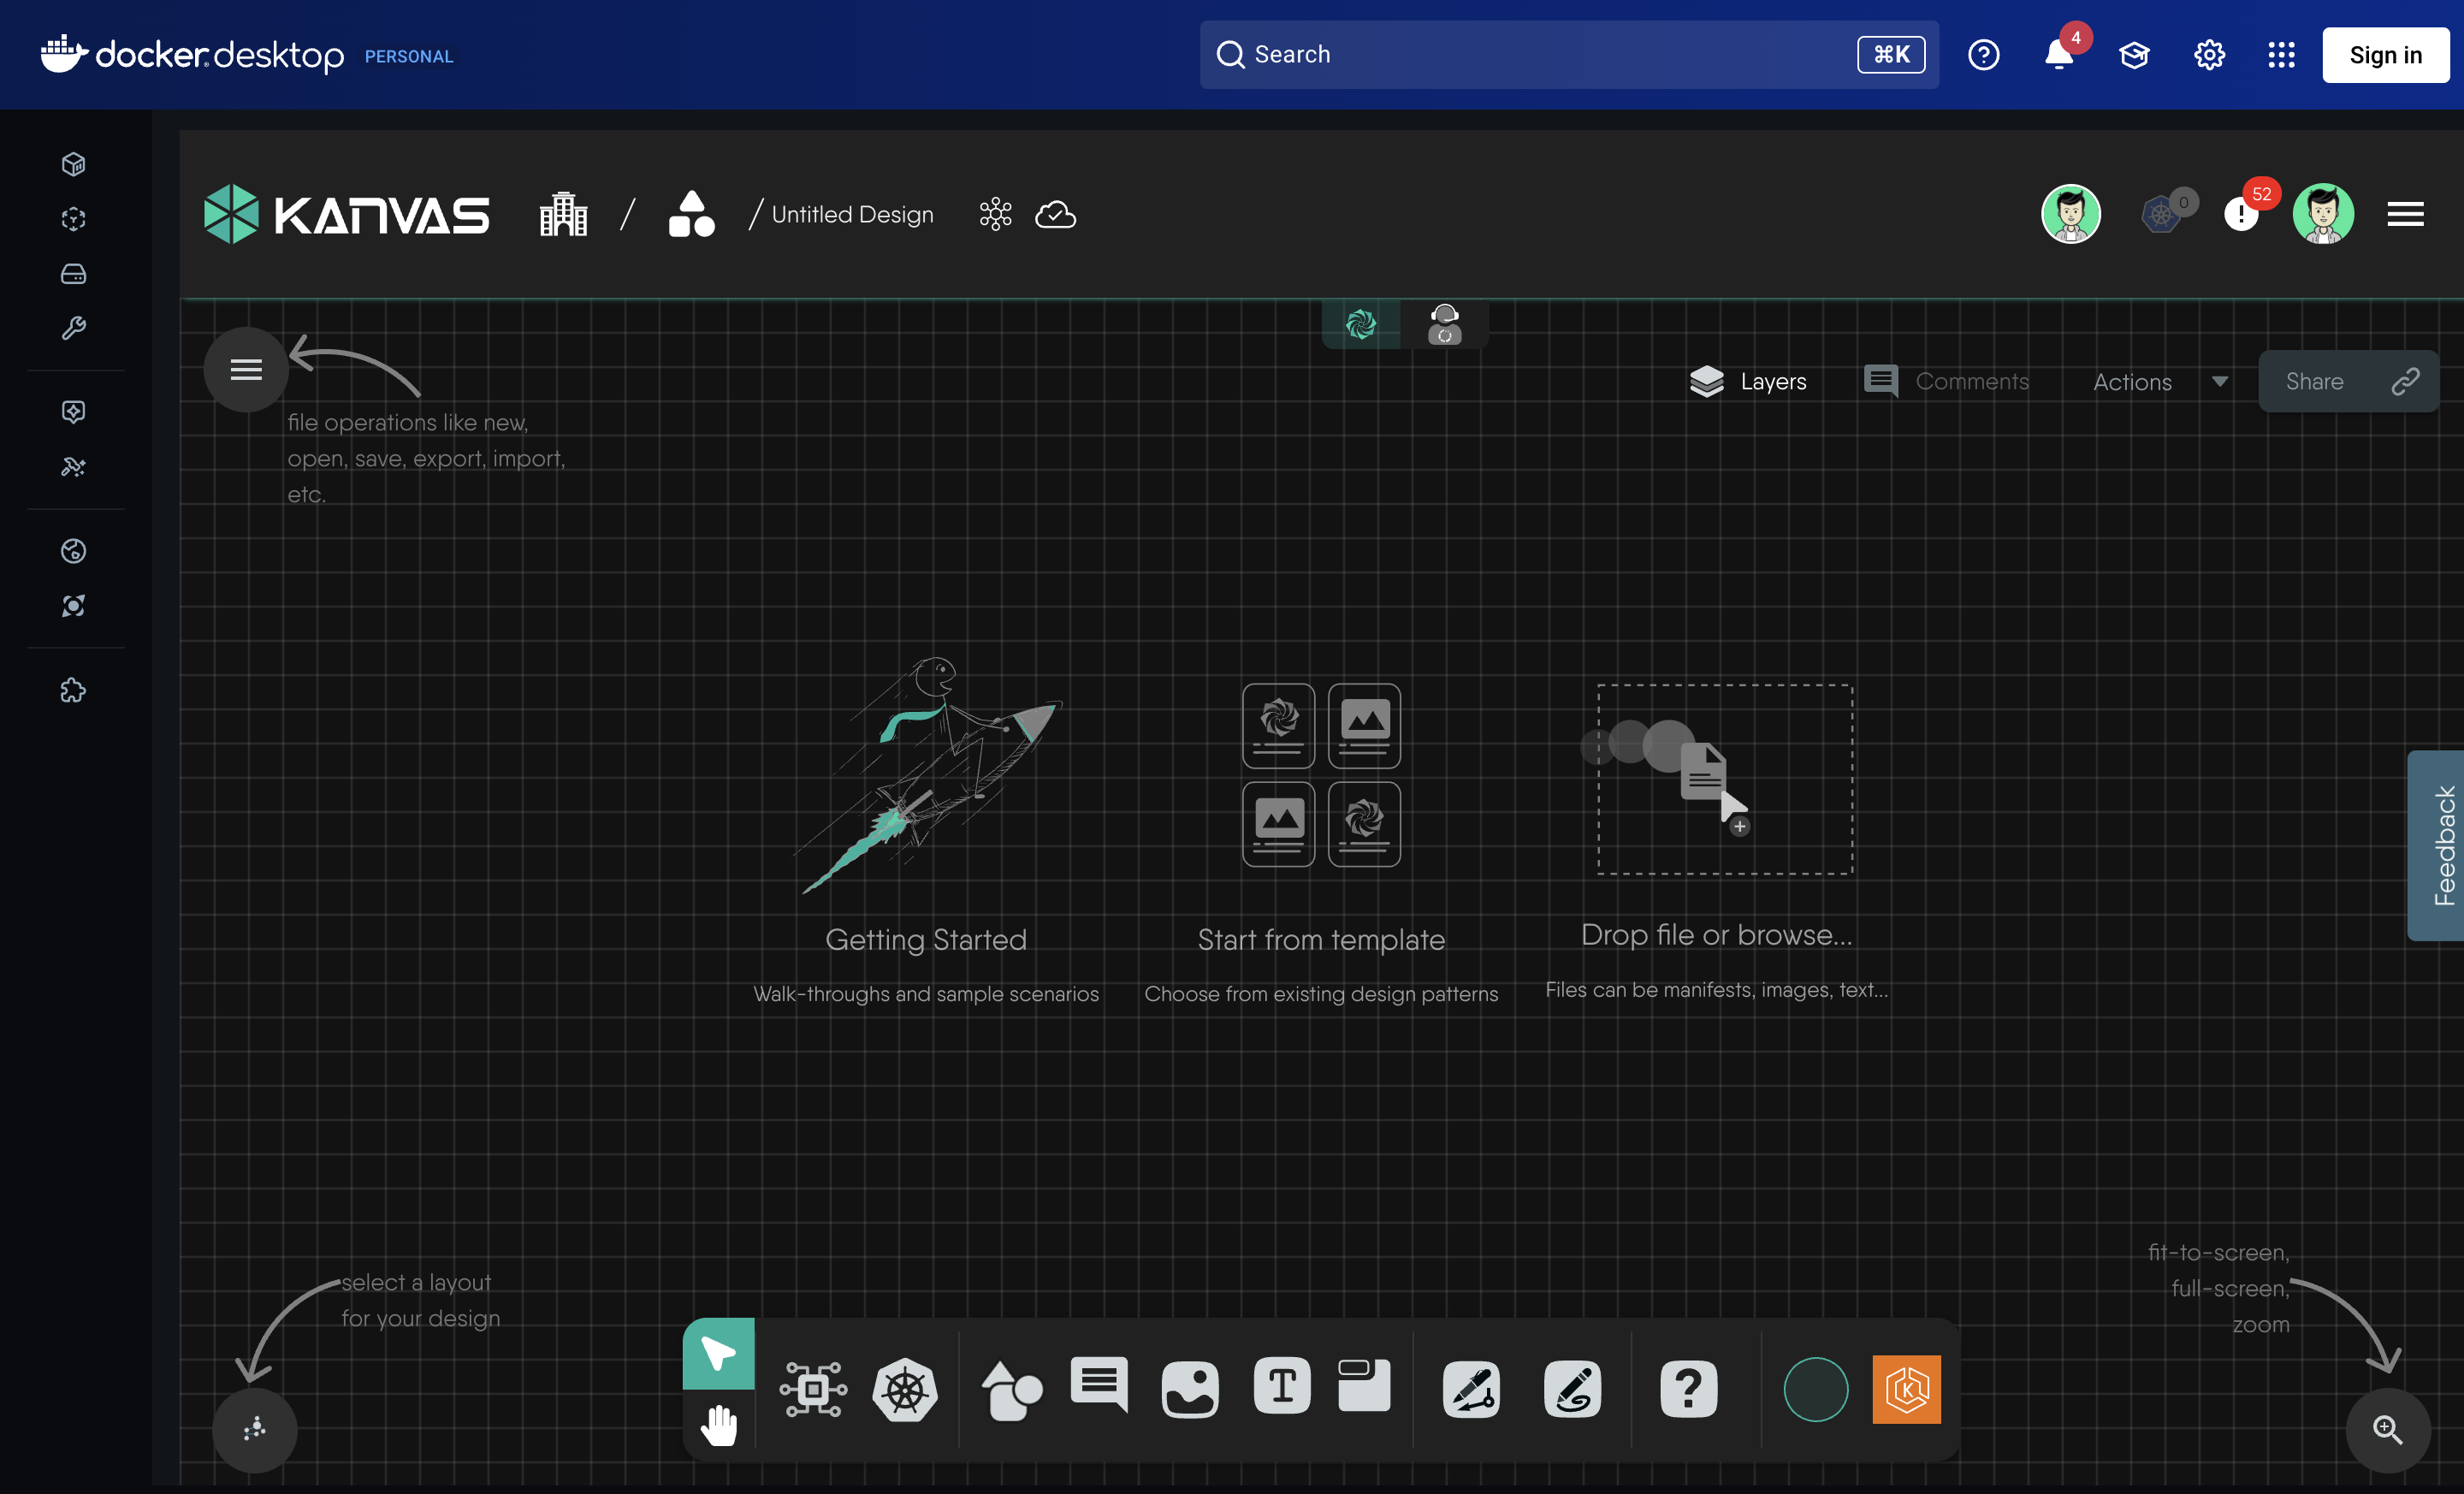 docker desktop PERSONAL
Search
⌘K
4
Sign in
KANVAS
/
/ Untitled Design
0
52
file operations like new,
open, save, export, import,
etc.
Layers
Comments
Actions
Share
Getting Started
Walk-throughs and sample scenarios
Start from template
Choose from existing design patterns
Drop file or browse...
Files can be manifests, images, text...
Feedback
select a layout
for your design
fit-to-screen,
full-screen,
zoom
T
?
K